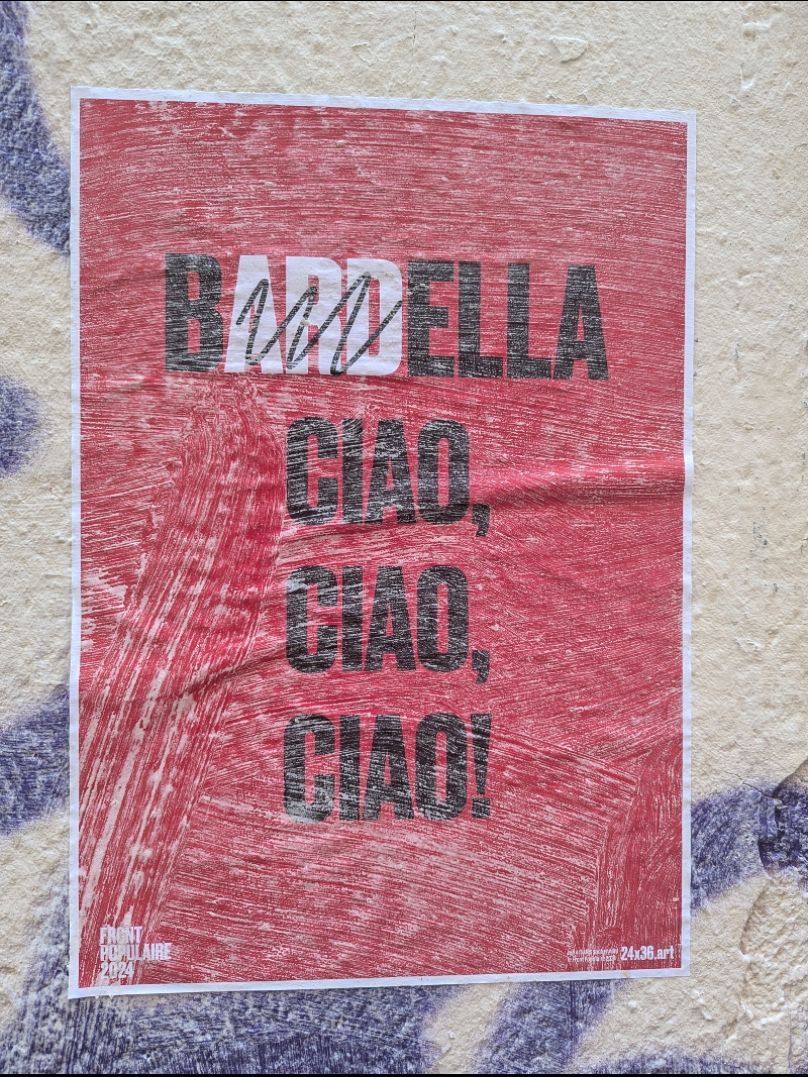 BARDELLA
CIAO,
CIAO,
CIAO!
FRONT
POPULAIRE
2024
24x36.art